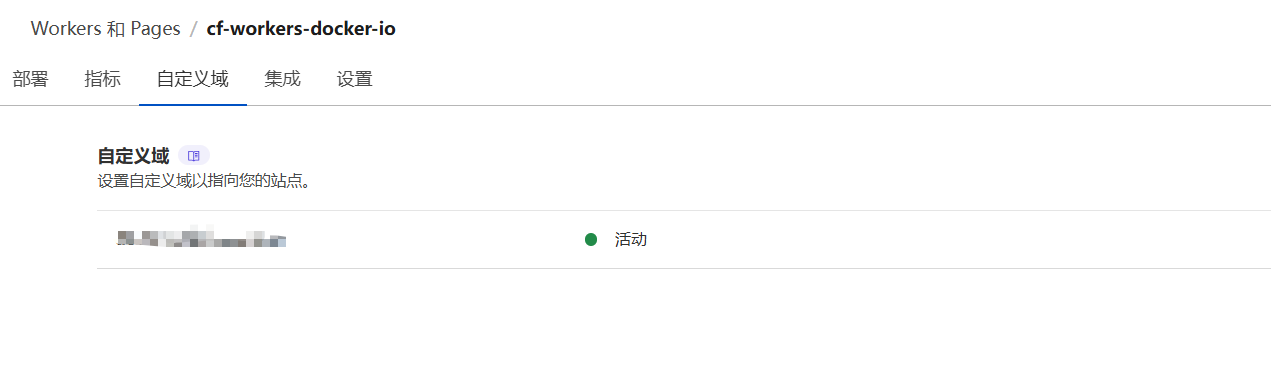 Workers 和 Pages / cf-workers-docker-io
部署 指标 自定义域 集成 设置
自定义域
设置自定义域以指向您的站点。
活动